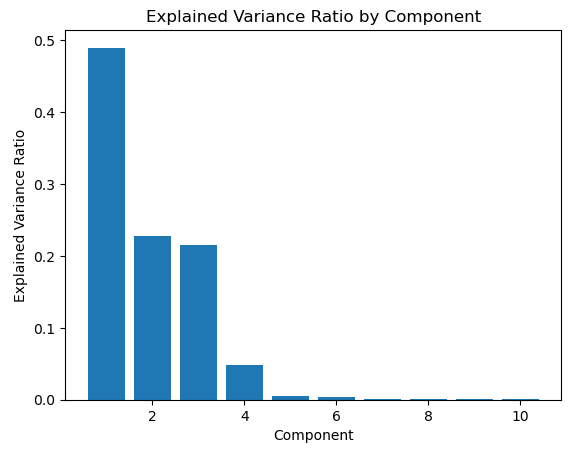 Explained Variance Ratio by Component
0.5
0.4
0.3
0.2
0.1
0.0
Explained Variance Ratio
2 4 6 8 10
Component